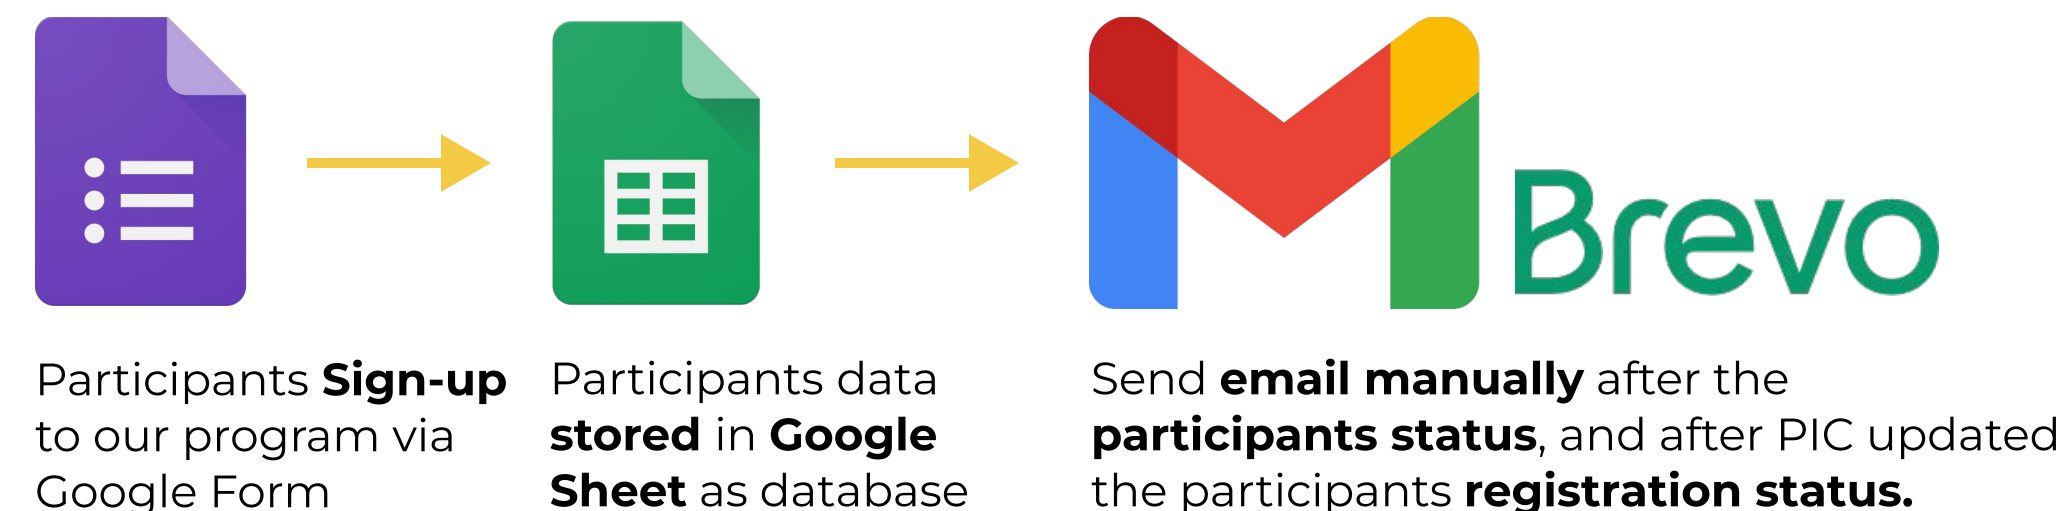 Brevo
Participants Sign-up
to our program via
Google Form
Participants data
stored in Google
Sheet as database
Send email manually after the
participants status, and after PIC updated
the participants registration status.